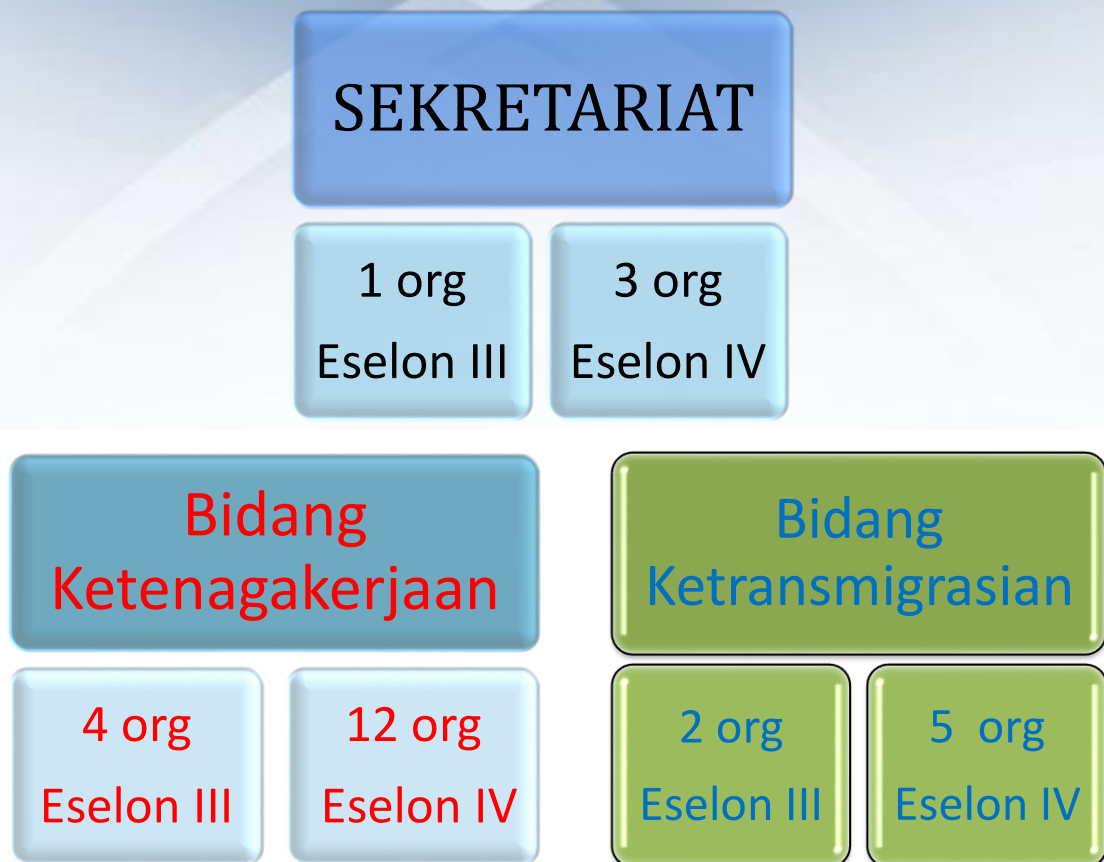 SEKRETARIAT
1 org
Eselon III
3 org
Eselon IV
Bidang
Ketenagakerjaan
4 org
Eselon III
12 org
Eselon IV
Bidang
Ketransmigrasian
2 org
Eselon III
5 org
Eselon IV